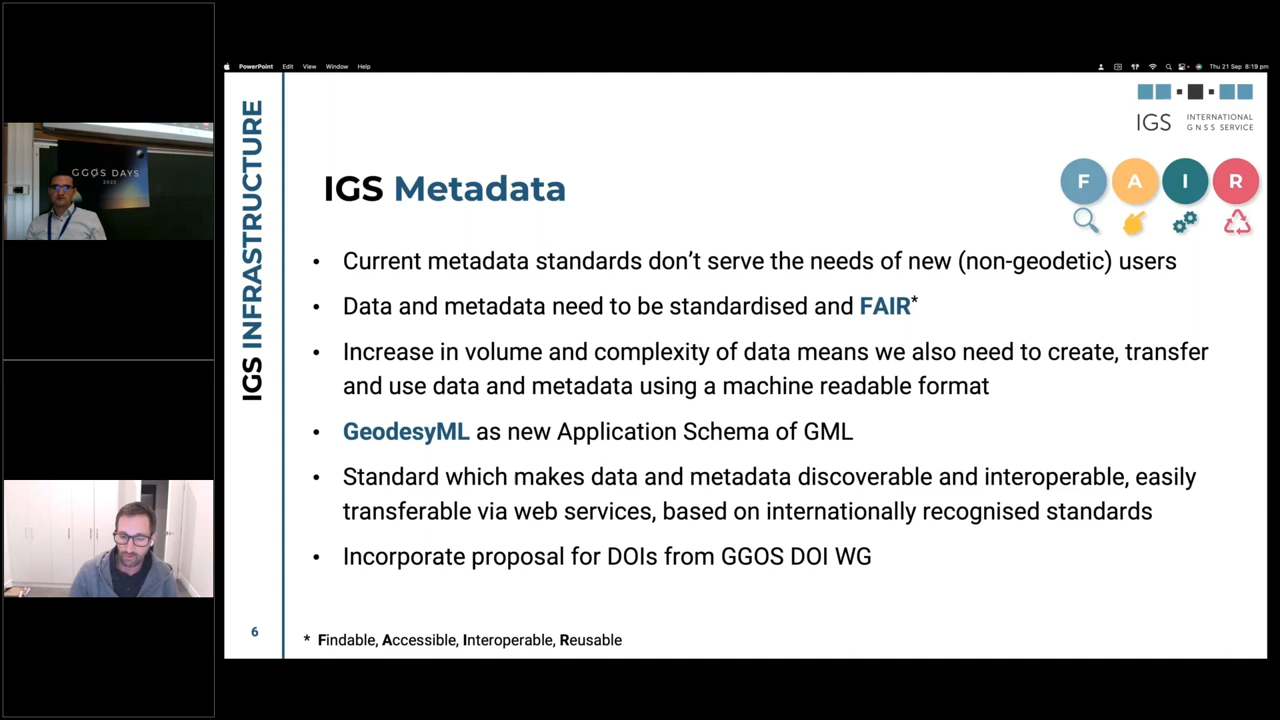 PowerPoint Edit View Window Help
Thu 21 Sep 8:19 pm
GGOS DAYS
2023
IGS INFRASTRUCTURE
IGS INTERNATIONAL
GNSS SERVICE
F A I R
IGS Metadata
• Current metadata standards don’t serve the needs of new (non-geodetic) users
• Data and metadata need to be standardised and FAIR*
• Increase in volume and complexity of data means we also need to create, transfer
and use data and metadata using a machine readable format
• GeodesyML as new Application Schema of GML
• Standard which makes data and metadata discoverable and interoperable, easily
transferable via web services, based on internationally recognised standards
• Incorporate proposal for DOIs from GGOS DOI WG
6
* Findable, Accessible, Interoperable, Reusable